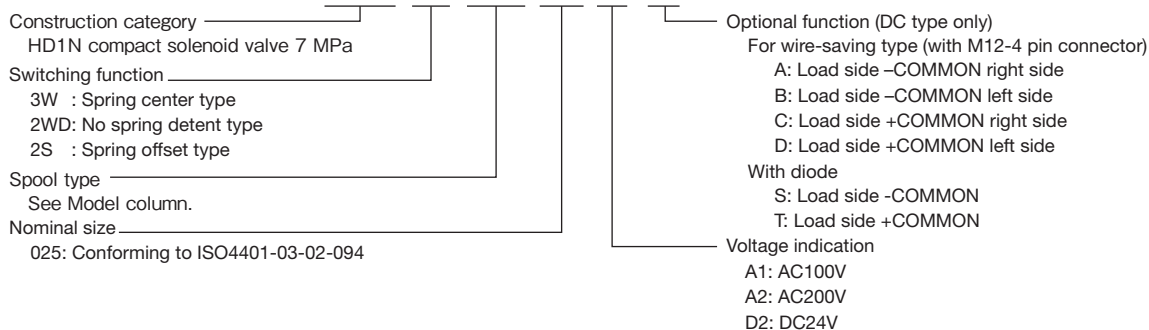 Construction category
HD1N compact solenoid valve 7 MPa
Switching function
3W : Spring center type
2WD: No spring detent type
2S : Spring offset type
Spool type
See Model column.
Nominal size
025: Conforming to ISO4401-03-02-094
Optional function (DC type only)
For wire-saving type (with M12-4 pin connector)
A: Load side –COMMON right side
B: Load side –COMMON left side
C: Load side +COMMON right side
D: Load side +COMMON left side
With diode
S: Load side -COMMON
T: Load side +COMMON
Voltage indication
A1: AC100V
A2: AC200V
D2: DC24V